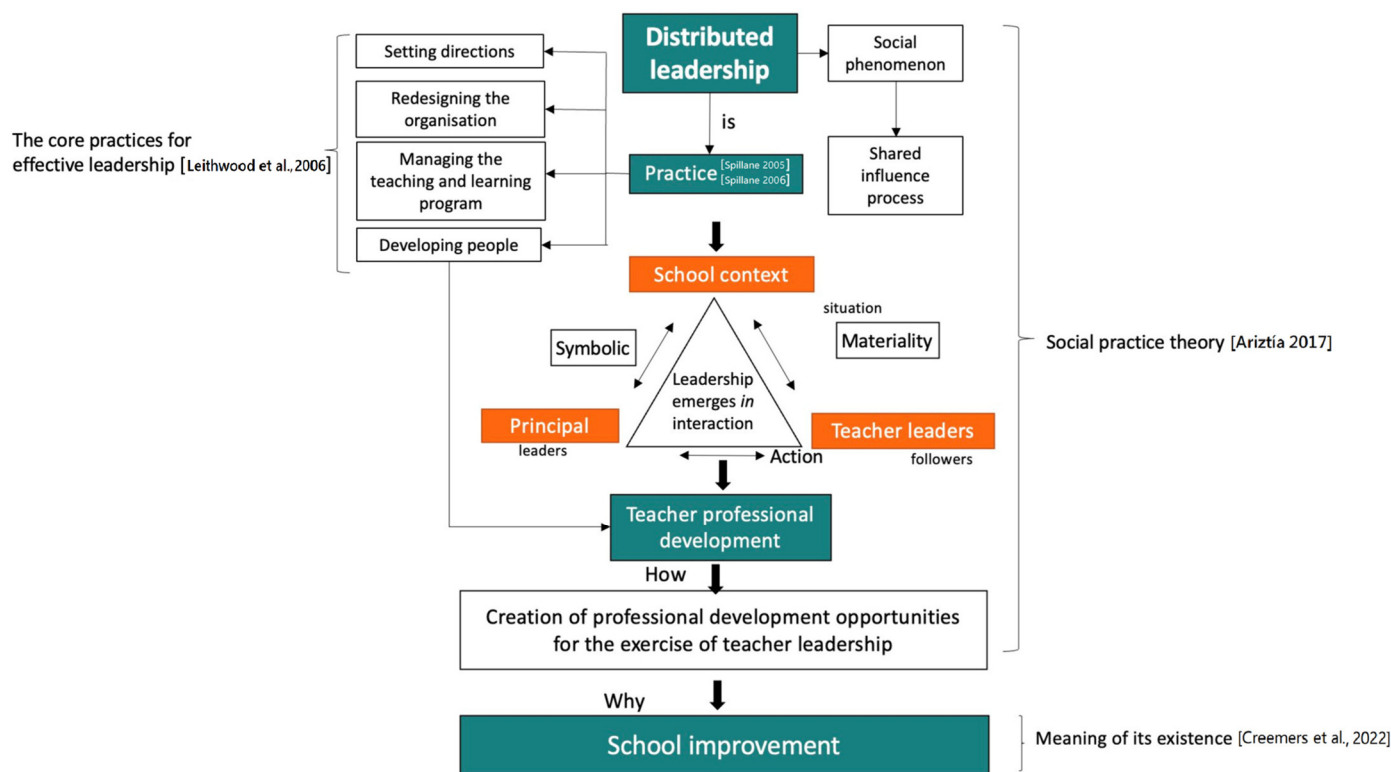 Distributed
leadership
Social
phenomenon
Setting directions
Redesigning the
organisation
is
The core practices for
effective leadership [Leithwood et al., 2006]
Managing the
teaching and learning
program
Practice [Spillane 2005]
[Spillane 2006]
Shared
influence
process
Developing people
School context
situation
Symbolic
Materiality
Social practice theory [Ariztía 2017]
Leadership
emerges in
interaction
Principal
leaders
Teacher leaders
followers
Action
Teacher professional
development
How
Creation of professional development opportunities
for the exercise of teacher leadership
Why
School improvement
Meaning of its existence [Creemers et al., 2022]